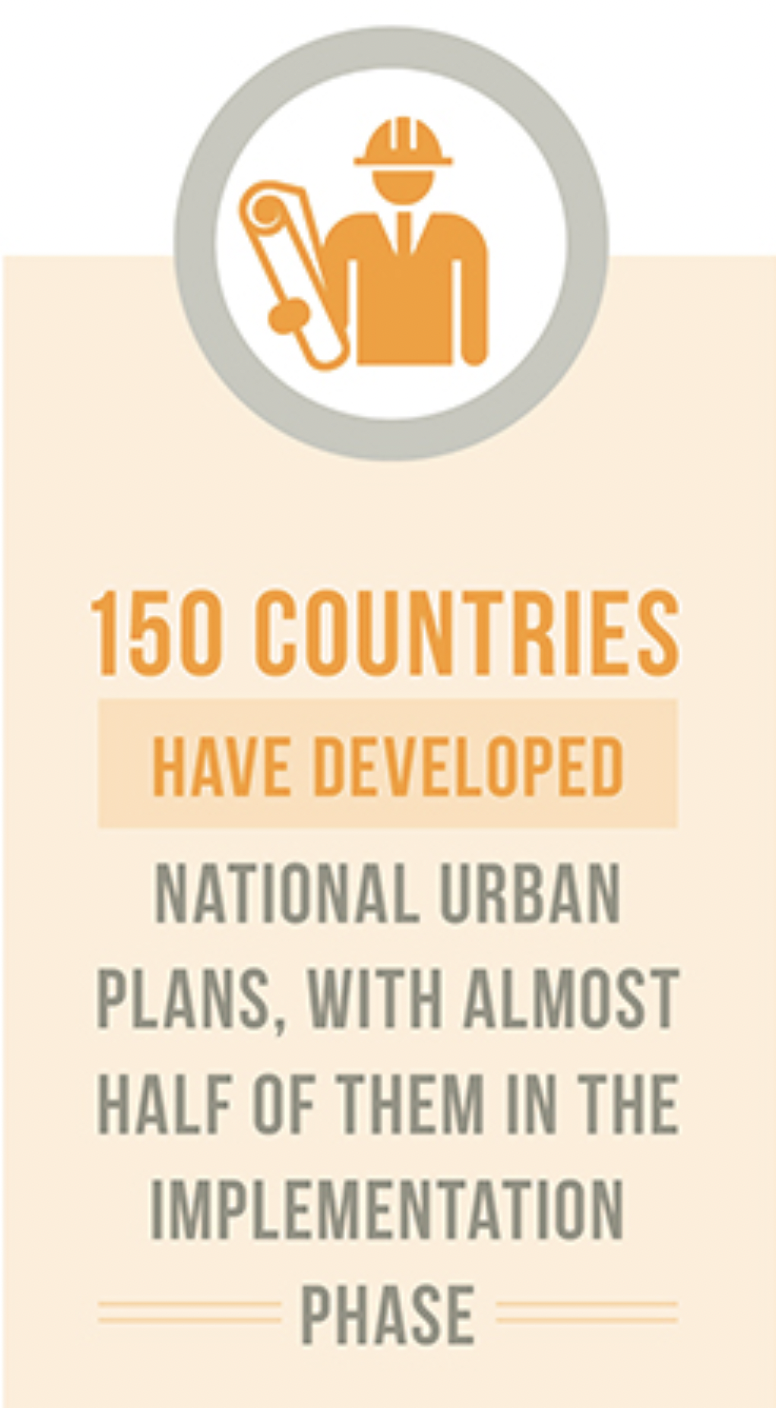 150 COUNTRIES
HAVE DEVELOPED
NATIONAL URBAN
PLANS, WITH ALMOST
HALF OF THEM IN THE
IMPLEMENTATION
PHASE